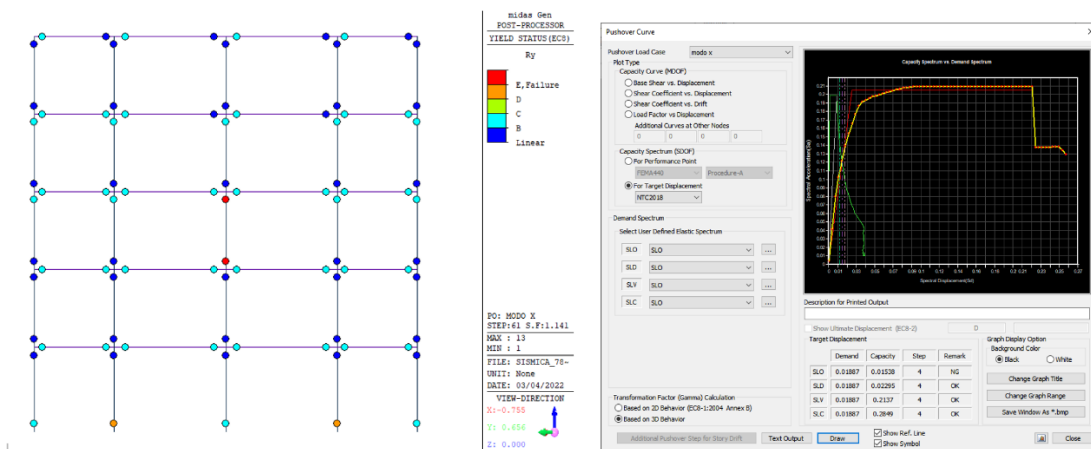 midas Gen
POST-PROCESSOR
YIELD STATUS(EC8)
Ry
E,Failure
D
C
B
Linear
PO: MODO X
STEP:61 S.F:1.141
MAX : 13
MIN : 1
FILE: SISMICA_78~
UNIT: None
DATE: 03/04/2022
VIEW-DIRECTION
X:-0.755
Y: 0.656
Z: 0.000
Pushover Curve
Pushover Load Case
modo x
Plot Type
Capacity Curve (MDOF)
Base Shear vs. Displacement
Shear Coefficient vs. Displacement
Shear Coefficient vs. Drift
Load Factor vs Displacement
Additional Curves at Other Nodes
0 0 0 0
Capacity Spectrum (SDOF)
For Performance Point
FEMA440 Procedure-A
For Target Displacement
NTC2018
Demand Spectrum
Select User Defined Elastic Spectrum
SLO SLO ...
SLD SLO ...
SLV SLO ...
SLC SLO ...
Transformation Factor (Gamma) Calculation
Based on 2D Behavior (EC8-1:2004 Annex B)
Based on 3D Behavior
Additional Pushover Step for Story Drift
Text Output
Draw
Show Ref. Line
Show Symbol
Close
Capacity Spectrum vs. Demand Spectrum
Spectral Acceleration(Sa)
Spectral Displacement(Sd)
Description for Printed Output
Show Ultimate Displacement (EC8-2)
Target Displacement
Demand Capacity Step Remark
SLO 0.01887 0.01538 4 NG
SLD 0.01887 0.02295 4 OK
SLV 0.01887 0.2137 4 OK
SLC 0.01887 0.2849 4 OK
Graph Display Option
Background Color
Black White
Change Graph Title
Change Graph Range
Save Window As *.bmp